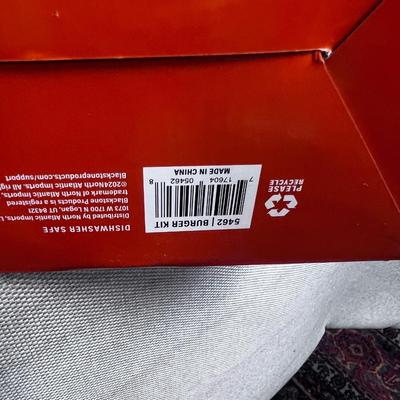 DISHWASHER SAFE
Distributed by North Atlantic Imports, L
1073 W 1700 N Logan, UT 84321
Blackstone Products is a registered
trademark of North Atlantic Imports,
©2024North Atlantic Imports. All righ
Blackstoneproducts.com/support
5462 | BURGER KIT
7 17604 05462 8
MADE IN CHINA
PLEASE
RECYCLE